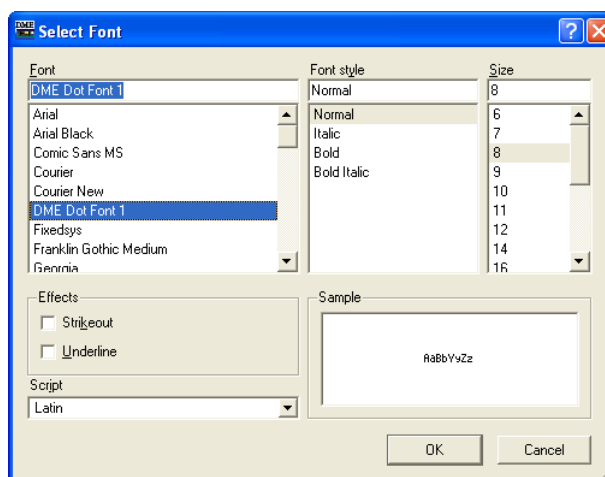 DME Select Font
Font
DME Dot Font 1
Arial
Arial Black
Comic Sans MS
Courier
Courier New
DME Dot Font 1
Fixedsys
Franklin Gothic Medium
Georgia
Font style
Normal
Normal
Italic
Bold
Bold Italic
Size
8
6
7
8
9
10
11
12
14
16
Effects
Strikeout
Underline
Sample
AaBbYyZz
Script
Latin
OK
Cancel